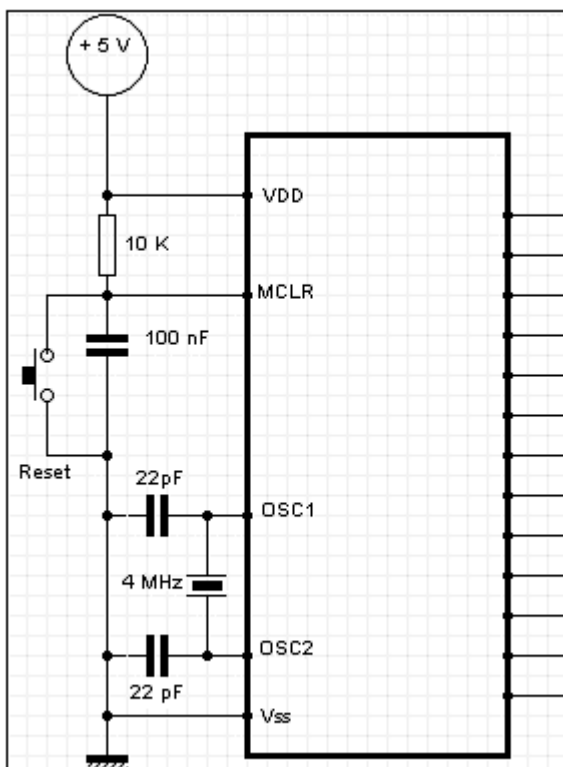 + 5 V
VDD
10 K
MCLR
100 nF
Reset
22pF
OSC1
4 MHz
OSC2
22 pF
Vss